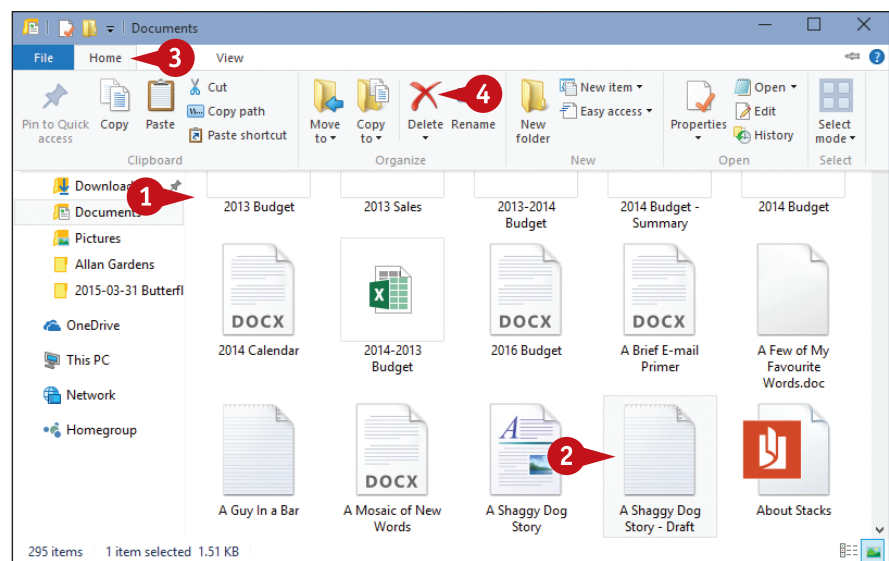 Documents
File Home View
3
Pin to Quick access
Copy
Paste
Cut
Copy path
Paste shortcut
Clipboard
Move to
Copy to
4
Delete
Rename
Organize
New folder
New item
Easy access
New
Properties
Open
Edit
History
Open
Select mode
Select
1
Documents
Pictures
Allan Gardens
2015-03-31 Butterfl
OneDrive
This PC
Network
Homegroup
2013 Budget
2013 Sales
2013-2014
Budget
2014 Budget -
Summary
2014 Budget
DOCX
2014 Calendar
X
2014-2013
Budget
DOCX
2016 Budget
DOCX
A Brief E-mail
Primer
A Few of My
Favourite
Words.doc
A Guy In a Bar
DOCX
A Mosaic of New
Words
A
A Shaggy Dog
Story
2
A Shaggy Dog
Story - Draft
About Stacks
295 items 1 item selected 1.51 KB